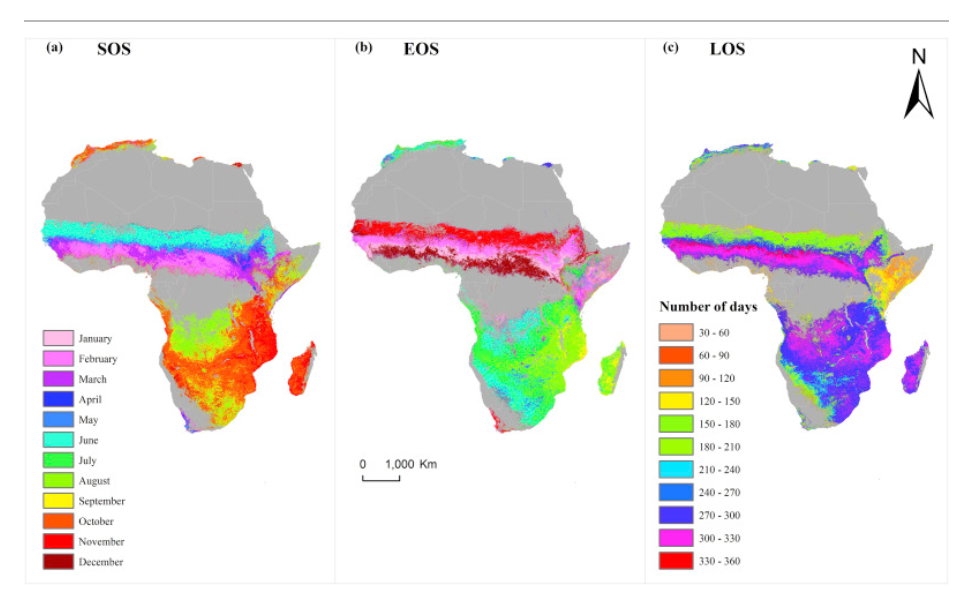 (a) SOS
(b) EOS
(c) LOS
N
January
February
March
April
May
June
July
August
September
October
November
December
0 1,000 Km
Number of days
30 - 60
60 - 90
90 - 120
120 - 150
150 - 180
180 - 210
210 - 240
240 - 270
270 - 300
300 - 330
330 - 360